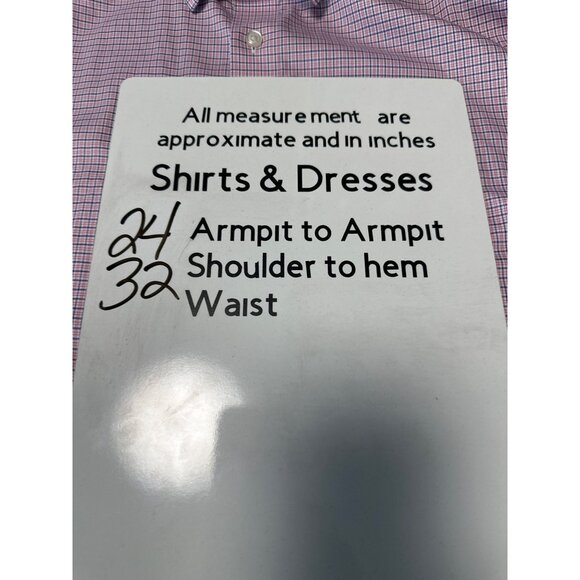 All measurement are
approximate and in inches
Shirts & Dresses
24 Armpit to Armpit
32 Shoulder to hem
Waist